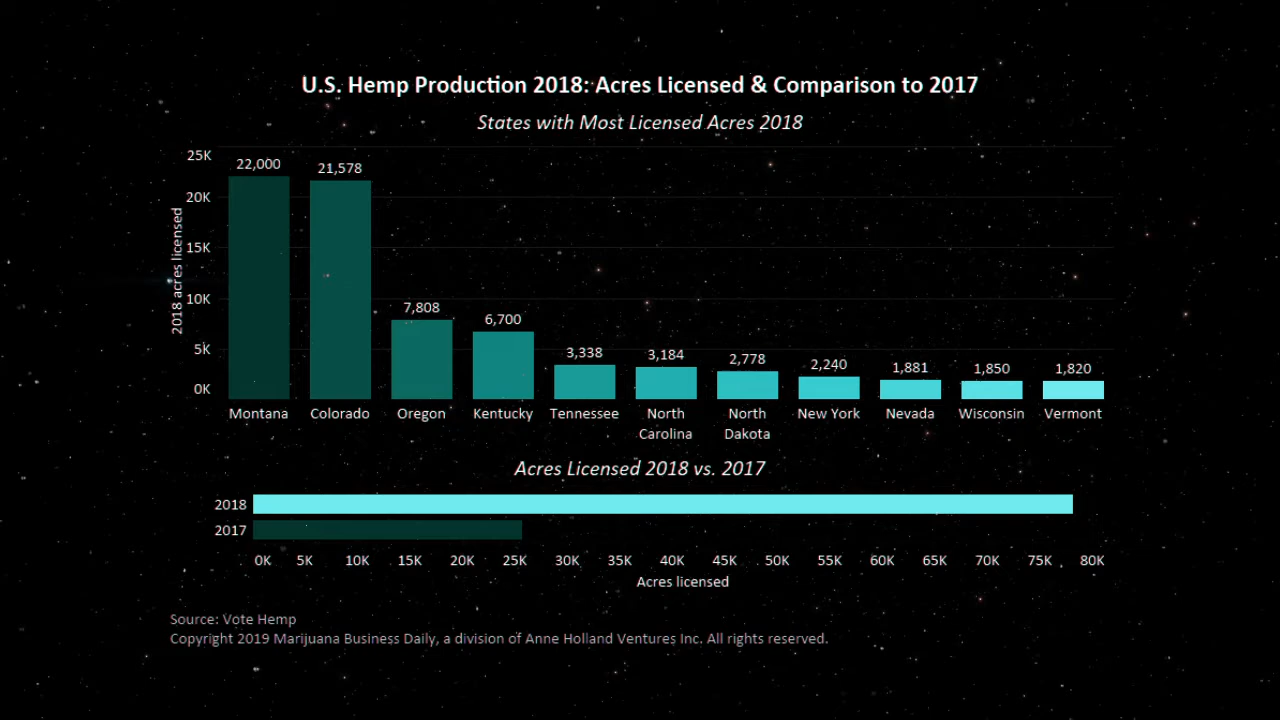 U.S. Hemp Production 2018: Acres Licensed & Comparison to 2017
States with Most Licensed Acres 2018
2018 acres licensed
25K
20K
15K
10K
5K
0K
22,000
21,578
7,808
6,700
3,338
3,184
2,778
2,240
1,881
1,850
1,820
Montana
Colorado
Oregon
Kentucky
Tennessee
North
Carolina
North
Dakota
New York
Nevada
Wisconsin
Vermont
Acres Licensed 2018 vs. 2017
2018
2017
0K 5K 10K 15K 20K 25K 30K 35K 40K 45K 50K 55K 60K 65K 70K 75K 80K
Acres licensed
Source: Vote Hemp
Copyright 2019 Marijuana Business Daily, a division of Anne Holland Ventures Inc. All rights reserved.